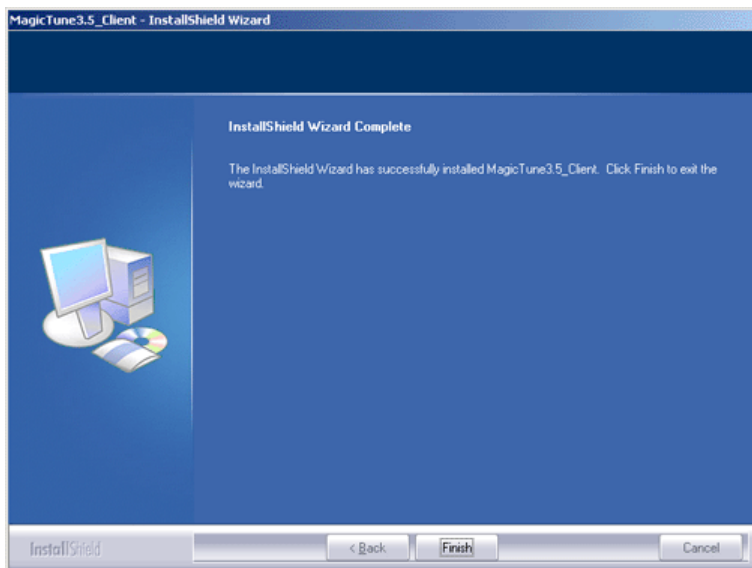 MagicTune3.5_Client - InstallShield Wizard
InstallShield Wizard Complete
The InstallShield Wizard has successfully installed MagicTune3.5_Client. Click Finish to exit the
wizard.
InstallShield
< Back
Finish
Cancel